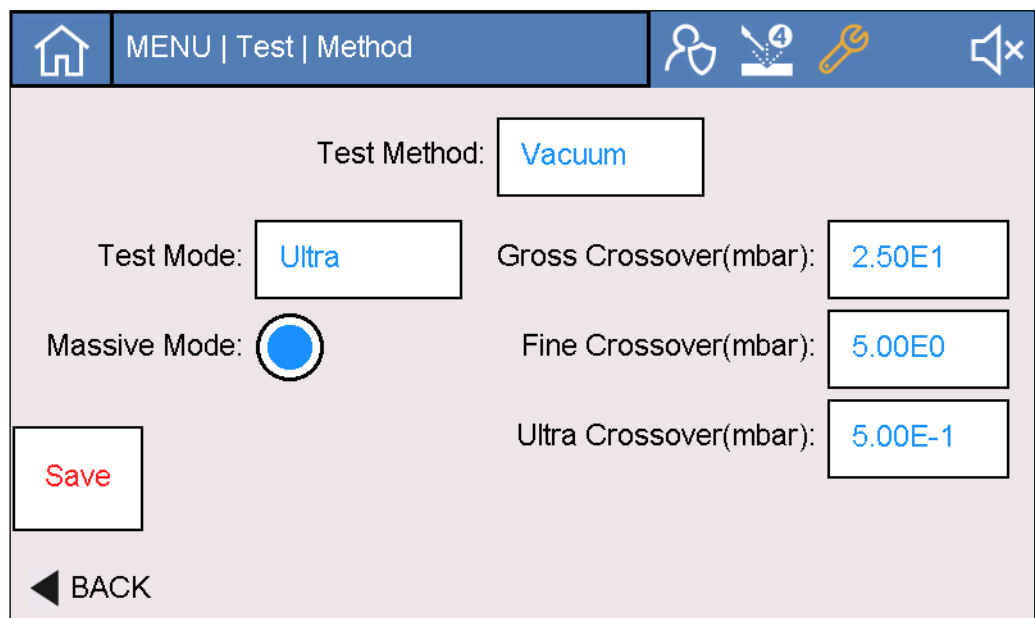 MENU | Test | Method
4
Test Method: Vacuum
Test Mode: Ultra
Gross Crossover(mbar): 2.50E1
Massive Mode:
Fine Crossover(mbar): 5.00E0
Ultra Crossover(mbar): 5.00E-1
Save
BACK